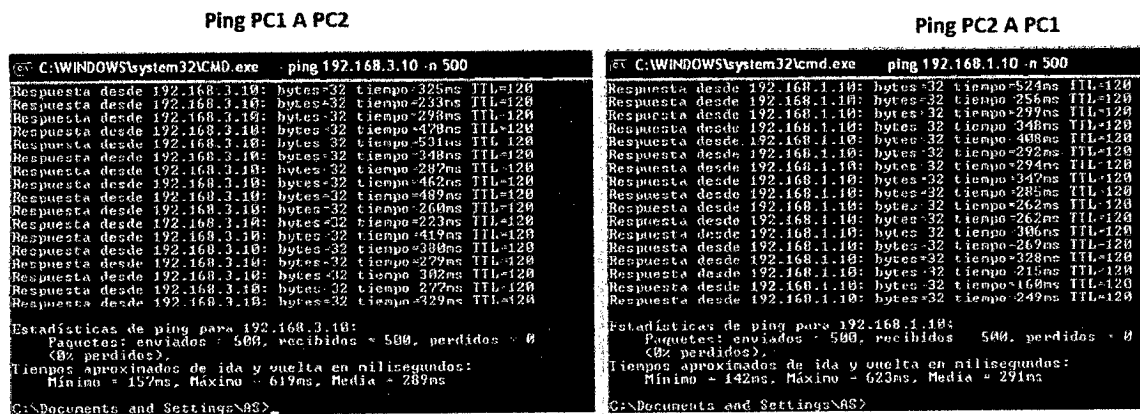 Ping PC1 A PC2
C:\WINDOWS\system32\CMD.exe - ping 192.168.3.10 -n 500
Respuesta desde 192.168.3.10: bytes=32 tiempo=325ms TTL=120
Respuesta desde 192.168.3.10: bytes=32 tiempo=233ms TTL=120
Respuesta desde 192.168.3.10: bytes=32 tiempo=298ms TTL=120
Respuesta desde 192.168.3.10: bytes=32 tiempo=478ms TTL=120
Respuesta desde 192.168.3.10: bytes=32 tiempo=531ms TTL=120
Respuesta desde 192.168.3.10: bytes=32 tiempo=348ms TTL=120
Respuesta desde 192.168.3.10: bytes=32 tiempo=287ms TTL=120
Respuesta desde 192.168.3.10: bytes=32 tiempo=462ms TTL=120
Respuesta desde 192.168.3.10: bytes=32 tiempo=489ms TTL=120
Respuesta desde 192.168.3.10: bytes=32 tiempo=260ms TTL=120
Respuesta desde 192.168.3.10: bytes=32 tiempo=223ms TTL=120
Respuesta desde 192.168.3.10: bytes=32 tiempo=419ms TTL=120
Respuesta desde 192.168.3.10: bytes=32 tiempo=380ms TTL=120
Respuesta desde 192.168.3.10: bytes=32 tiempo=279ms TTL=120
Respuesta desde 192.168.3.10: bytes=32 tiempo=302ms TTL=120
Respuesta desde 192.168.3.10: bytes=32 tiempo=277ms TTL=120
Respuesta desde 192.168.3.10: bytes=32 tiempo=329ms TTL=120
Estadísticas de ping para 192.168.3.10:
Paquetes: enviados = 500, recibidos = 500, perdidos = 0
(0% perdidos),
Tiempos aproximados de ida y vuelta en milisegundos:
Mínimo = 157ms, Máximo = 619ms, Media = 289ms
C:\Documents and Settings\AS>_
Ping PC2 A PC1
C:\WINDOWS\system32\cmd.exe - ping 192.168.1.10 -n 500
Respuesta desde 192.168.1.10: bytes=32 tiempo=524ms TTL=120
Respuesta desde 192.168.1.10: bytes=32 tiempo=256ms TTL=120
Respuesta desde 192.168.1.10: bytes=32 tiempo=299ms TTL=120
Respuesta desde 192.168.1.10: bytes=32 tiempo=348ms TTL=120
Respuesta desde 192.168.1.10: bytes=32 tiempo=408ms TTL=120
Respuesta desde 192.168.1.10: bytes=32 tiempo=292ms TTL=120
Respuesta desde 192.168.1.10: bytes=32 tiempo=294ms TTL=120
Respuesta desde 192.168.1.10: bytes=32 tiempo=347ms TTL=120
Respuesta desde 192.168.1.10: bytes=32 tiempo=285ms TTL=120
Respuesta desde 192.168.1.10: bytes=32 tiempo=262ms TTL=120
Respuesta desde 192.168.1.10: bytes=32 tiempo=262ms TTL=120
Respuesta desde 192.168.1.10: bytes=32 tiempo=306ms TTL=120
Respuesta desde 192.168.1.10: bytes=32 tiempo=269ms TTL=120
Respuesta desde 192.168.1.10: bytes=32 tiempo=328ms TTL=120
Respuesta desde 192.168.1.10: bytes=32 tiempo=215ms TTL=120
Respuesta desde 192.168.1.10: bytes=32 tiempo=160ms TTL=120
Respuesta desde 192.168.1.10: bytes=32 tiempo=249ms TTL=120
Estadísticas de ping para 192.168.1.10:
Paquetes: enviados = 500, recibidos = 500, perdidos = 0
(0% perdidos),
Tiempos aproximados de ida y vuelta en milisegundos:
Mínimo = 142ms, Máximo = 623ms, Media = 291ms
C:\Documents and Settings\AS>